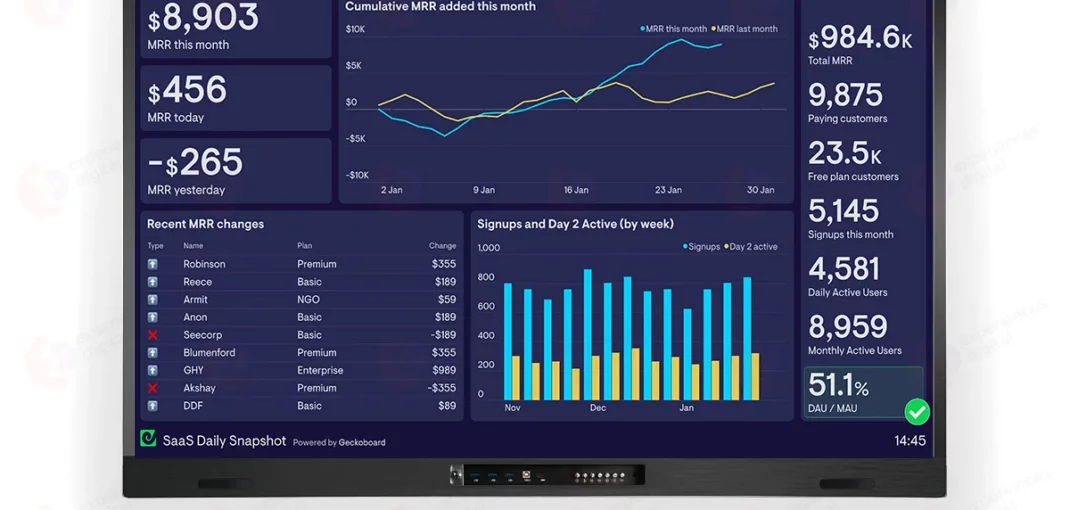 $8,903
MRR this month
$456
MRR today
-$265
MRR yesterday
Cumulative MRR added this month
MRR this month
MRR last month
$10K
$5K
$0
-$5K
-$10K
2 Jan
9 Jan
16 Jan
23 Jan
30 Jan
$984.6K
Total MRR
9,875
Paying customers
23.5K
Free plan customers
5,145
Signups this month
4,581
Daily Active Users
8,959
Monthly Active Users
51.1%
DAU / MAU
Recent MRR changes
Type Name Plan Change
Robinson Premium $355
Reece Basic $189
Armit NGO $59
Anon Basic $189
Seecorp Basic -$189
Blumenford Premium $355
GHY Enterprise $989
Akshay Premium -$355
DDF Basic $89
Signups and Day 2 Active (by week)
Signups
Day 2 active
1,000
800
600
400
200
0
Nov
Dec
Jan
SaaS Daily Snapshot Powered by Geckoboard
14:45